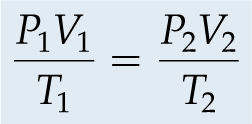 P₁V₁/T₁ = P₂V₂/T₂